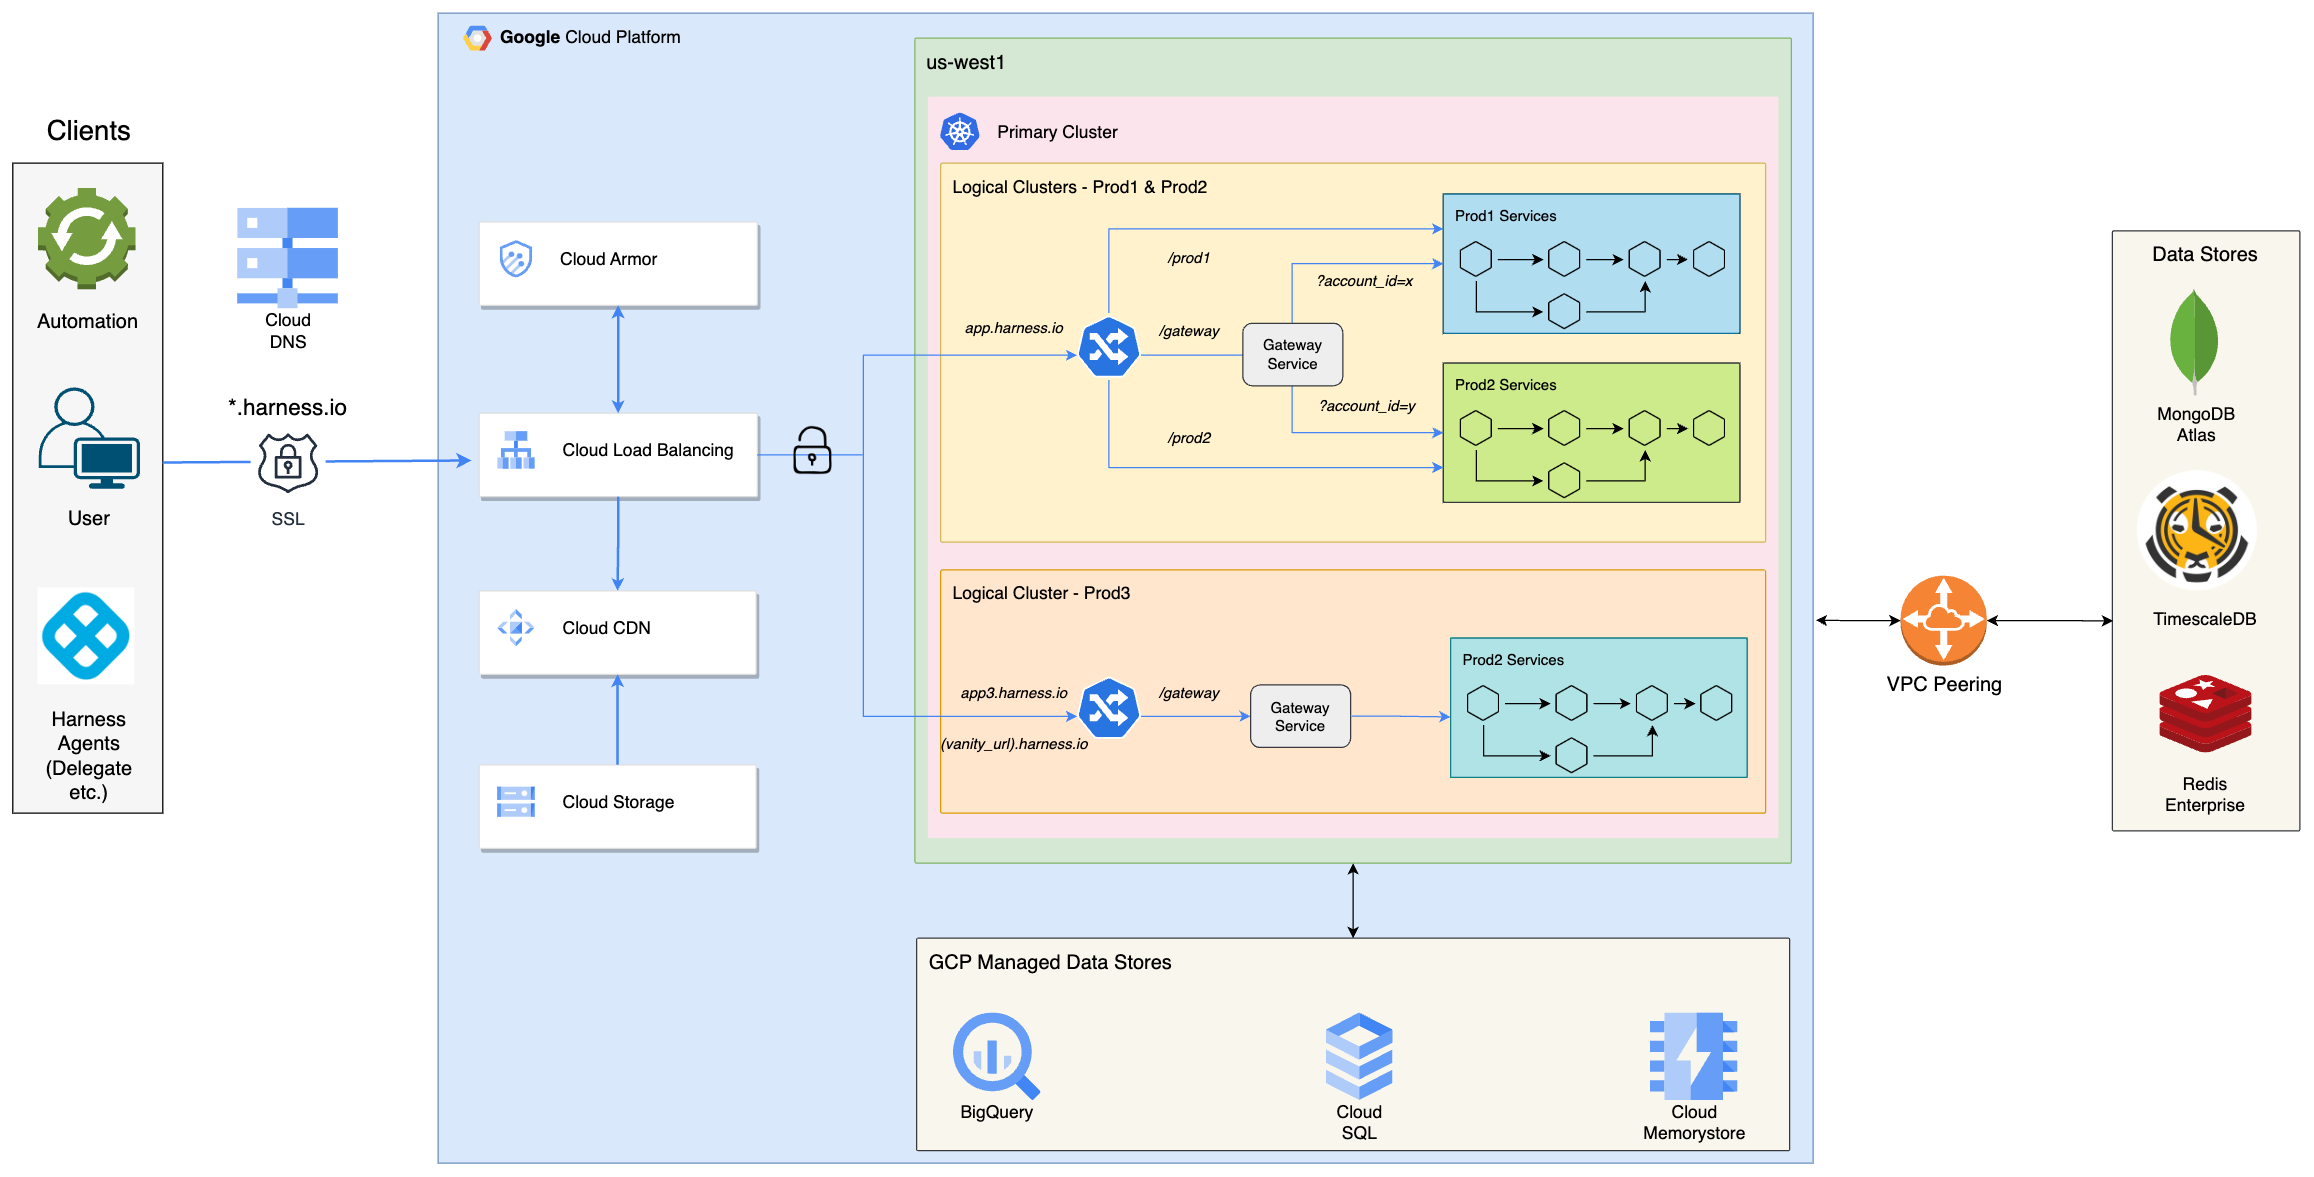 Google Cloud Platform
us-west1
Clients
Primary Cluster
Logical Clusters - Prod1 & Prod2
Prod1 Services
Data Stores
Cloud Armor
/prod1
?account_id=x
Automation
Cloud
DNS
app.harness.io
/gateway
Gateway
Service
Prod2 Services
*.harness.io
?account_id=y
MongoDB
Atlas
Cloud Load Balancing
/prod2
User
SSL
Logical Cluster - Prod3
TimescaleDB
Cloud CDN
Prod2 Services
VPC Peering
app3.harness.io
/gateway
Gateway
Service
(vanity_url).harness.io
Harness
Agents
(Delegate
etc.)
Cloud Storage
Redis
Enterprise
GCP Managed Data Stores
BigQuery
Cloud
SQL
Cloud
Memorystore